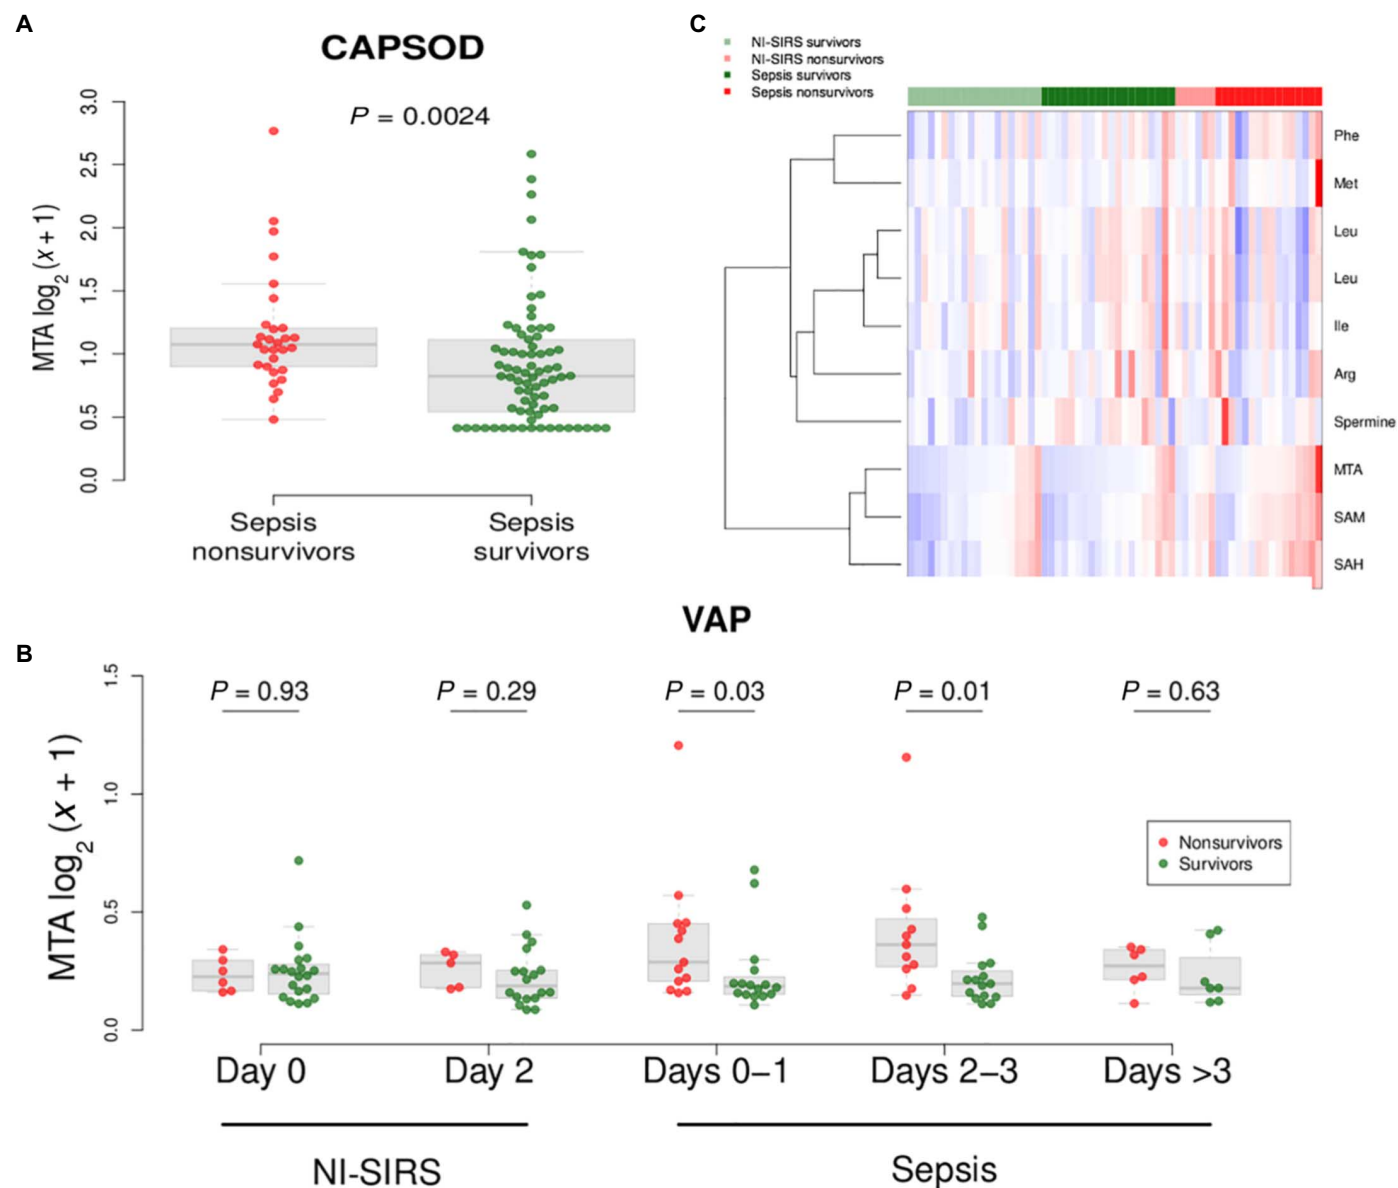 A
CAPSOD
P = 0.0024
MTA log2 (x + 1)
3.0
2.5
2.0
1.5
1.0
0.5
0.0
Sepsis
nonsurvivors
Sepsis
survivors
C
NI-SIRS survivors
NI-SIRS nonsurvivors
Sepsis survivors
Sepsis nonsurvivors
Phe
Met
Leu
Leu
Ile
Arg
Spermine
MTA
SAM
SAH
VAP
B
MTA log2 (x + 1)
1.5
1.0
0.5
0.0
P = 0.93
P = 0.29
P = 0.03
P = 0.01
P = 0.63
Nonsurvivors
Survivors
Day 0
Day 2
Days 0–1
Days 2–3
Days >3
NI-SIRS
Sepsis